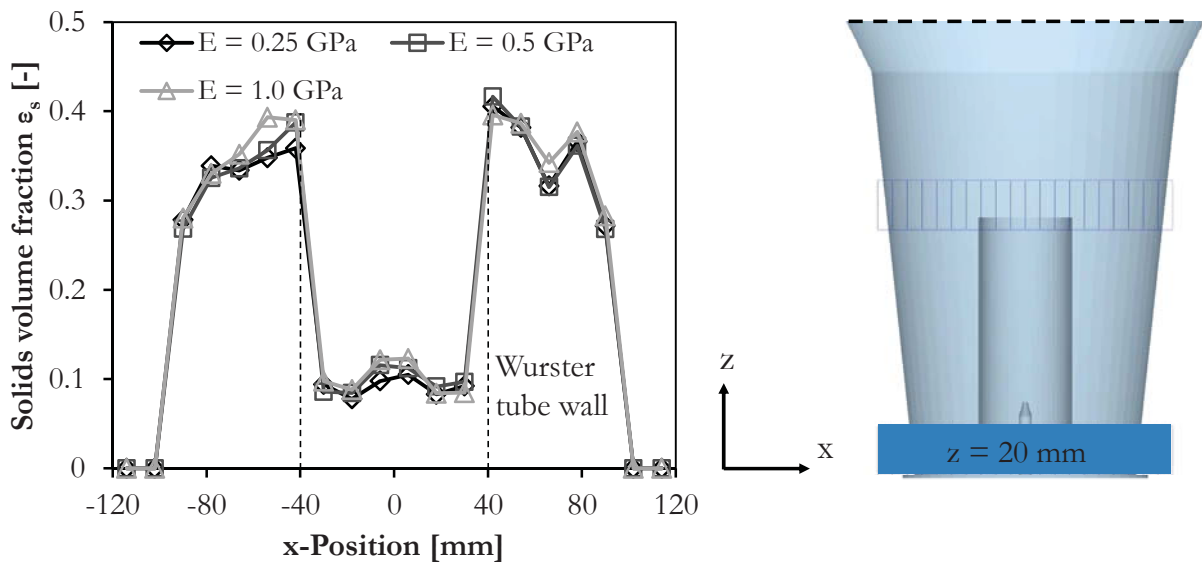 Solids volume fraction εs [-]
0.5
0.4
0.3
0.2
0.1
0
E = 0.25 GPa
E = 0.5 GPa
E = 1.0 GPa
Wurster
tube wall
-120
-80
-40
0
40
80
120
x-Position [mm]
z
x
z = 20 mm